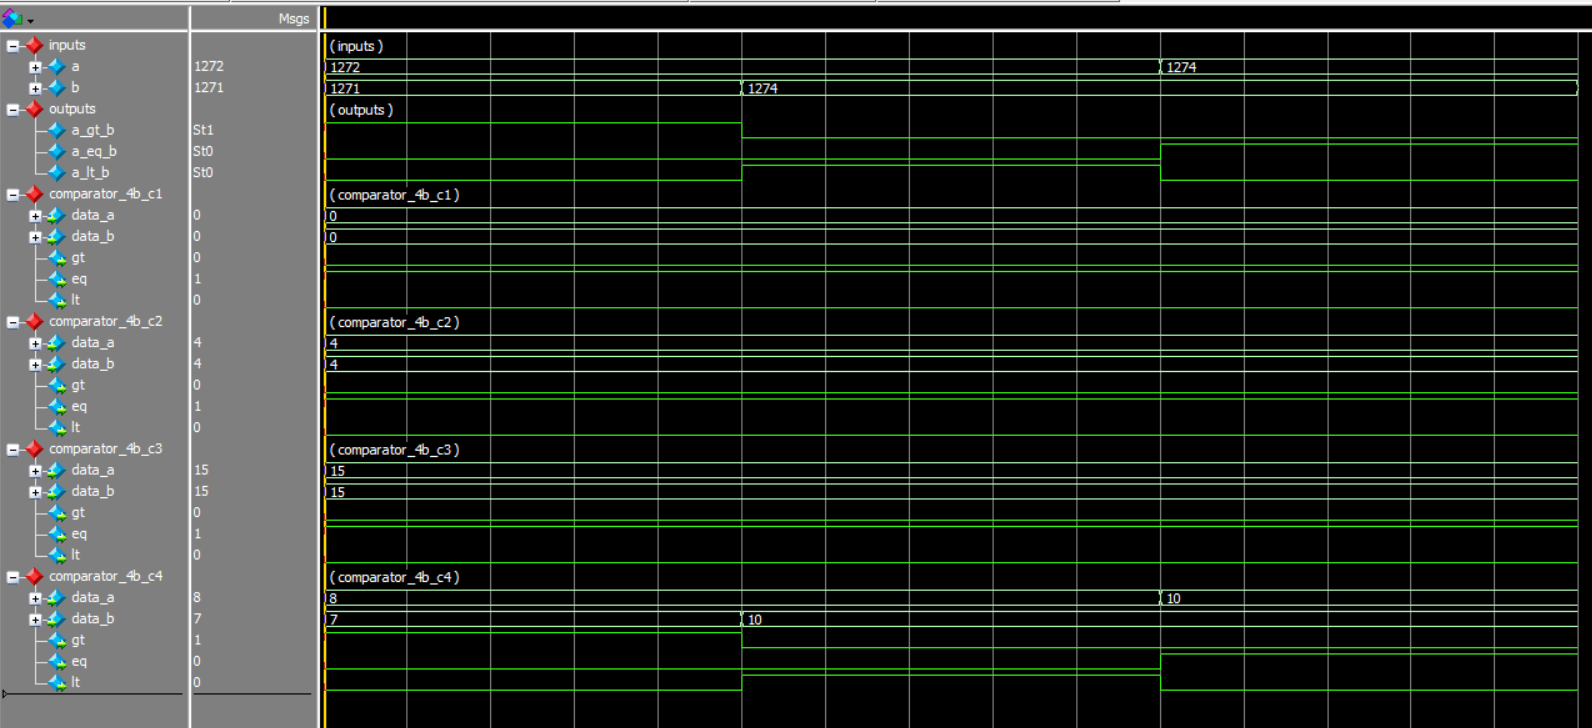 Msgs
inputs ( inputs )
a 1272 1272 1274
b 1271 1271 1274
outputs ( outputs )
a_gt_b St1
a_eq_b St0
a_lt_b St0
comparator_4b_c1 ( comparator_4b_c1 )
data_a 0 0
data_b 0 0
gt 0
eq 1
lt 0
comparator_4b_c2 ( comparator_4b_c2 )
data_a 4 4
data_b 4 4
gt 0
eq 1
lt 0
comparator_4b_c3 ( comparator_4b_c3 )
data_a 15 15
data_b 15 15
gt 0
eq 1
lt 0
comparator_4b_c4 ( comparator_4b_c4 )
data_a 8 8 10
data_b 7 7 10
gt 1
eq 0
lt 0